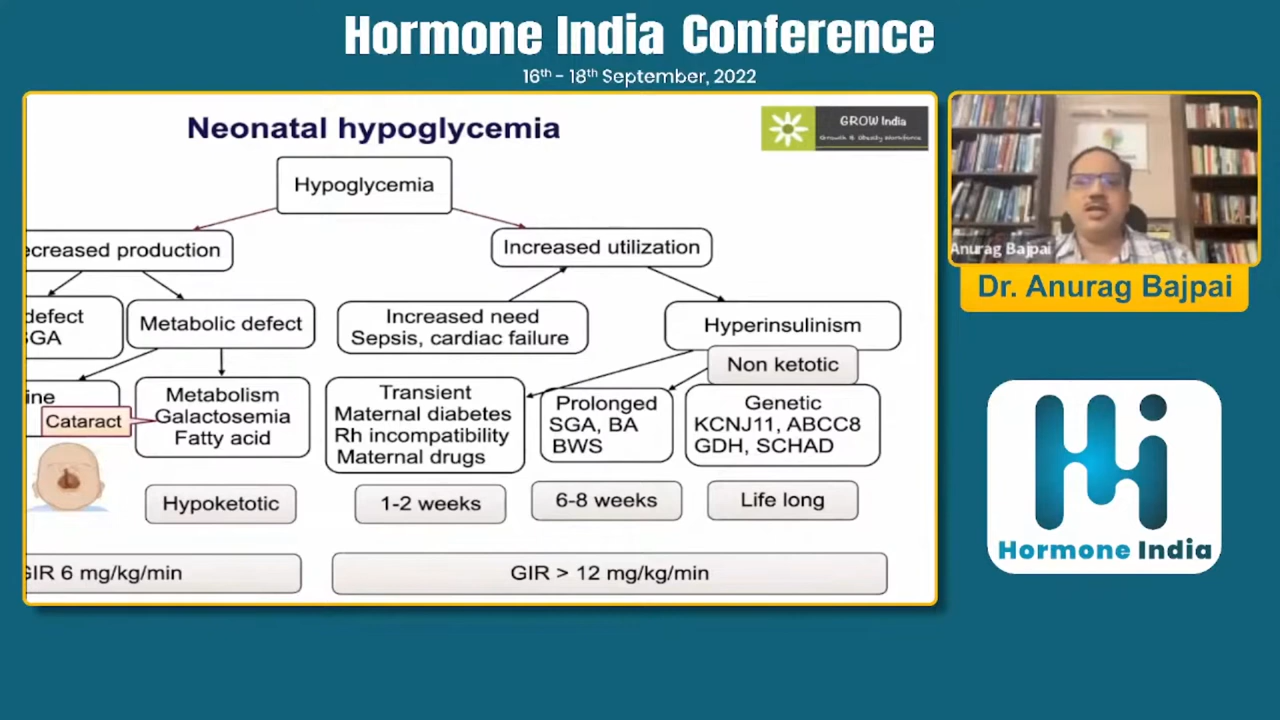 Hormone India Conference
16th - 18th September, 2022
Neonatal hypoglycemia
GROW India
Growth & Obesity Workforce
Hypoglycemia
ecreased production
Increased utilization
defect
SGA
Metabolic defect
Increased need
Sepsis, cardiac failure
Hyperinsulinism
Non ketotic
ine
Cataract
Metabolism
Galactosemia
Fatty acid
Transient
Maternal diabetes
Rh incompatibility
Maternal drugs
Prolonged
SGA, BA
BWS
Genetic
KCNJ11, ABCC8
GDH, SCHAD
Hypoketotic
1-2 weeks
6-8 weeks
Life long
GIR 6 mg/kg/min
GIR > 12 mg/kg/min
Anurag Bajpai
Dr. Anurag Bajpai
Hormone India